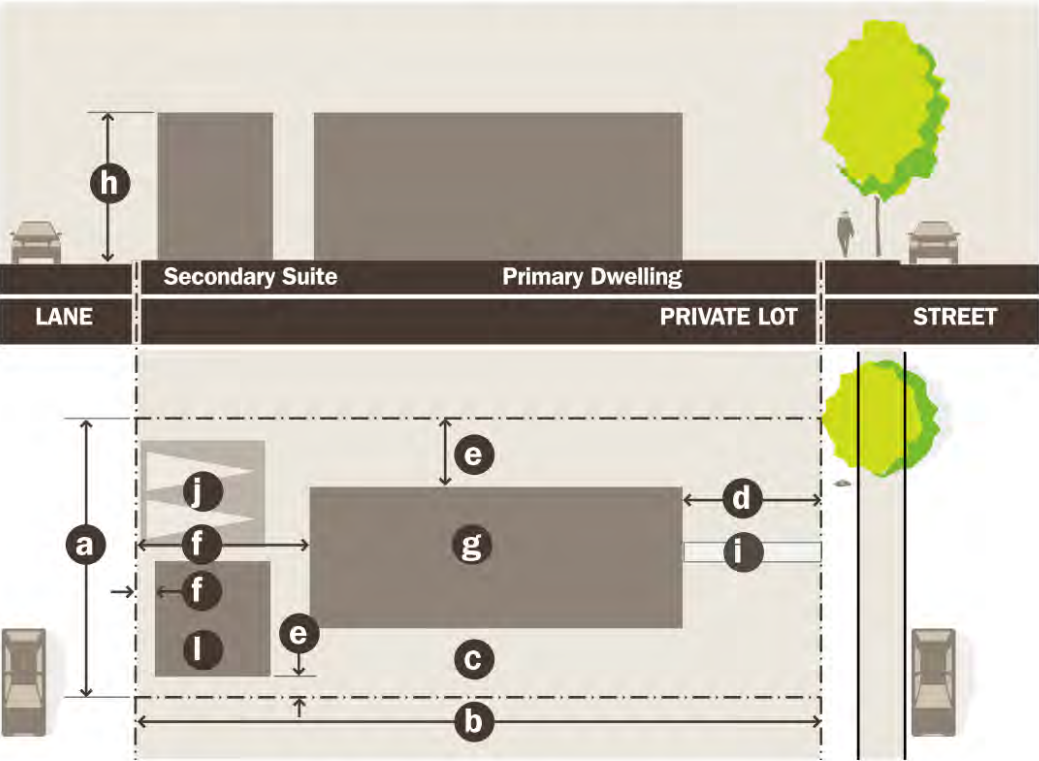 h
Secondary Suite Primary Dwelling
LANE PRIVATE LOT STREET
e
j
d
a
f
g
i
f
e
l
c
b